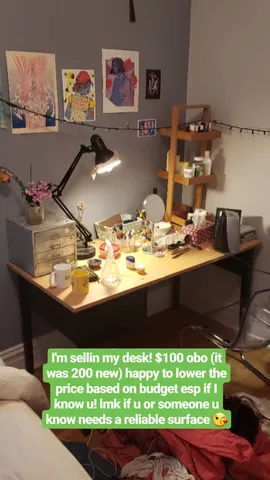 I'm sellin my desk! $100 obo (it
was 200 new) happy to lower the
price based on budget esp if I
know u! lmk if u or someone u
know needs a reliable surface 😘